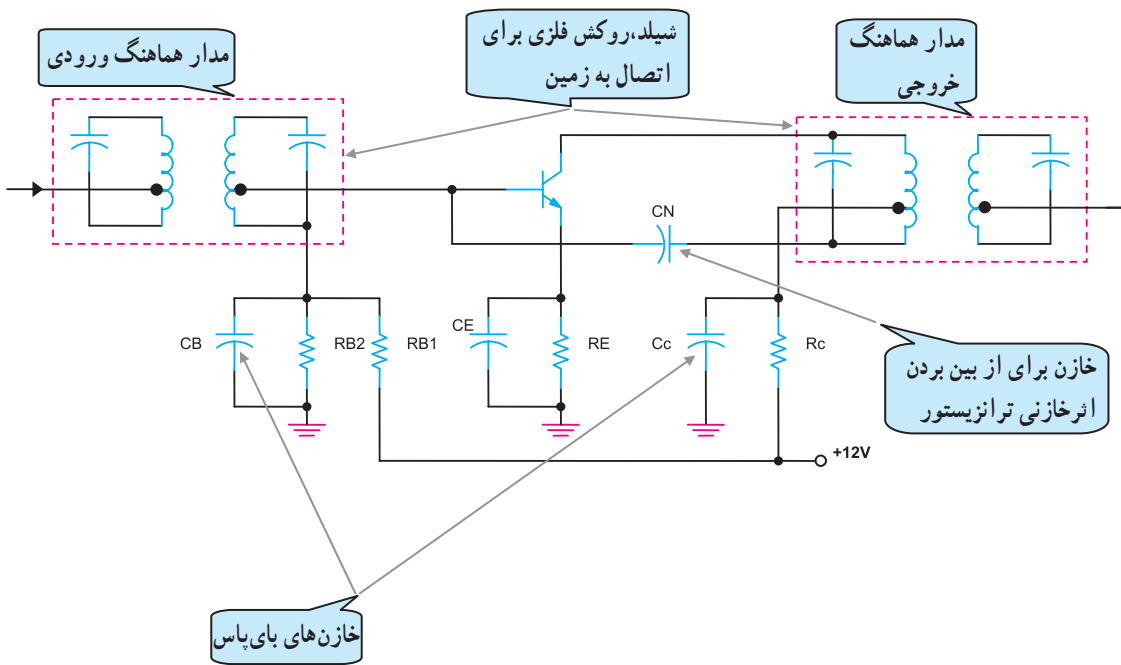 مدار هماهنگ ورودی
شیلد،روکش فلزی برای
اتصال به زمین
مدار هماهنگ
خروجی
CN
CB
RB2
RB1
CE
RE
Cc
Rc
خازن برای از بین بردن
اثرخازنی ترانزیستور
+12V
خازن‌های بای‌پاس